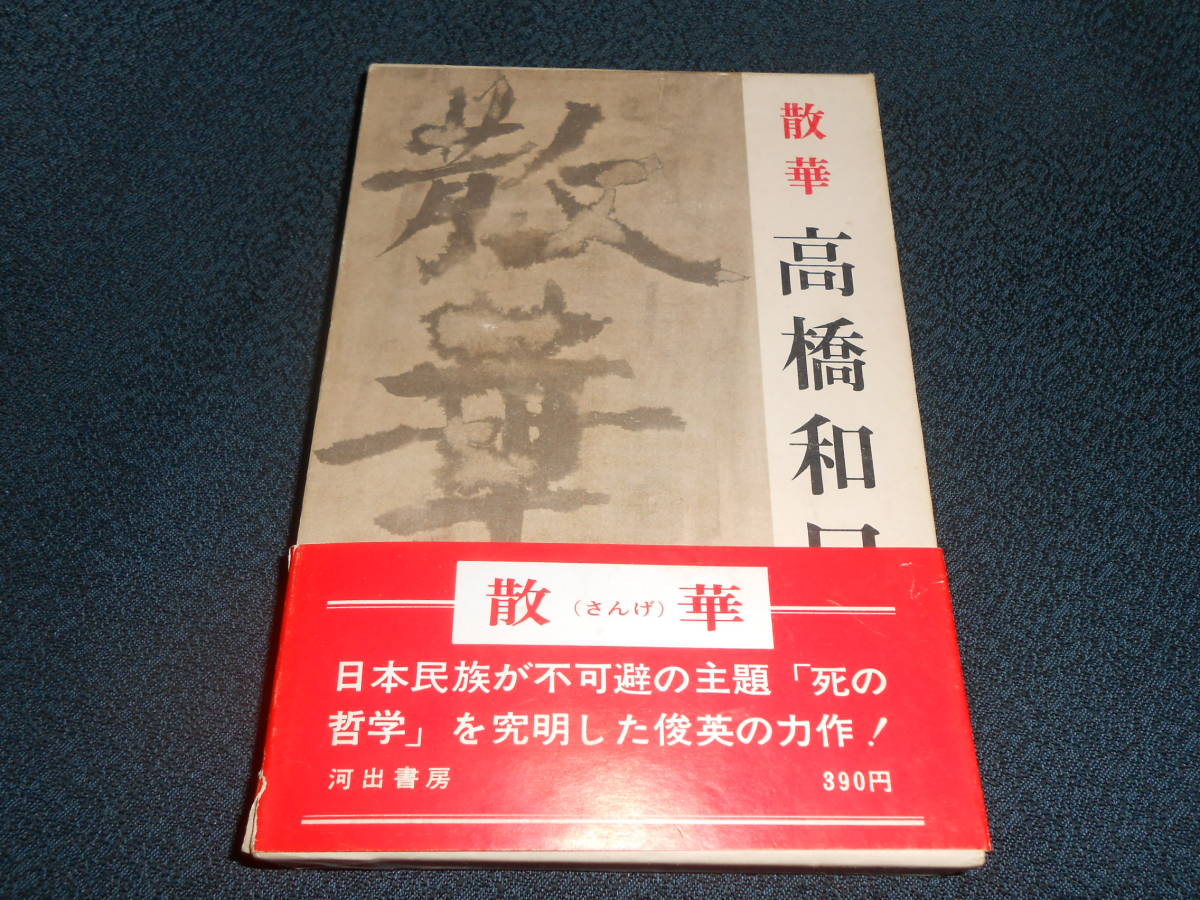 散華
高橋和
散華
散（さんげ）華
日本民族が不可避の主題「死の
哲学」を究明した俊英の力作！
河出書房
390円